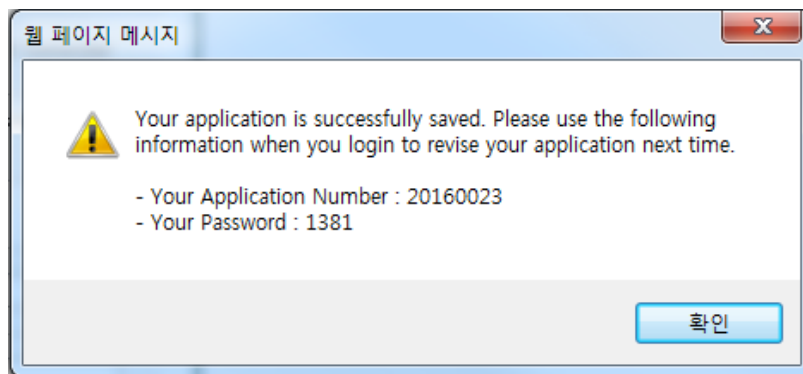 웹 페이지 메시지
Your application is successfully saved. Please use the following
information when you login to revise your application next time.
- Your Application Number : 20160023
- Your Password : 1381
확인